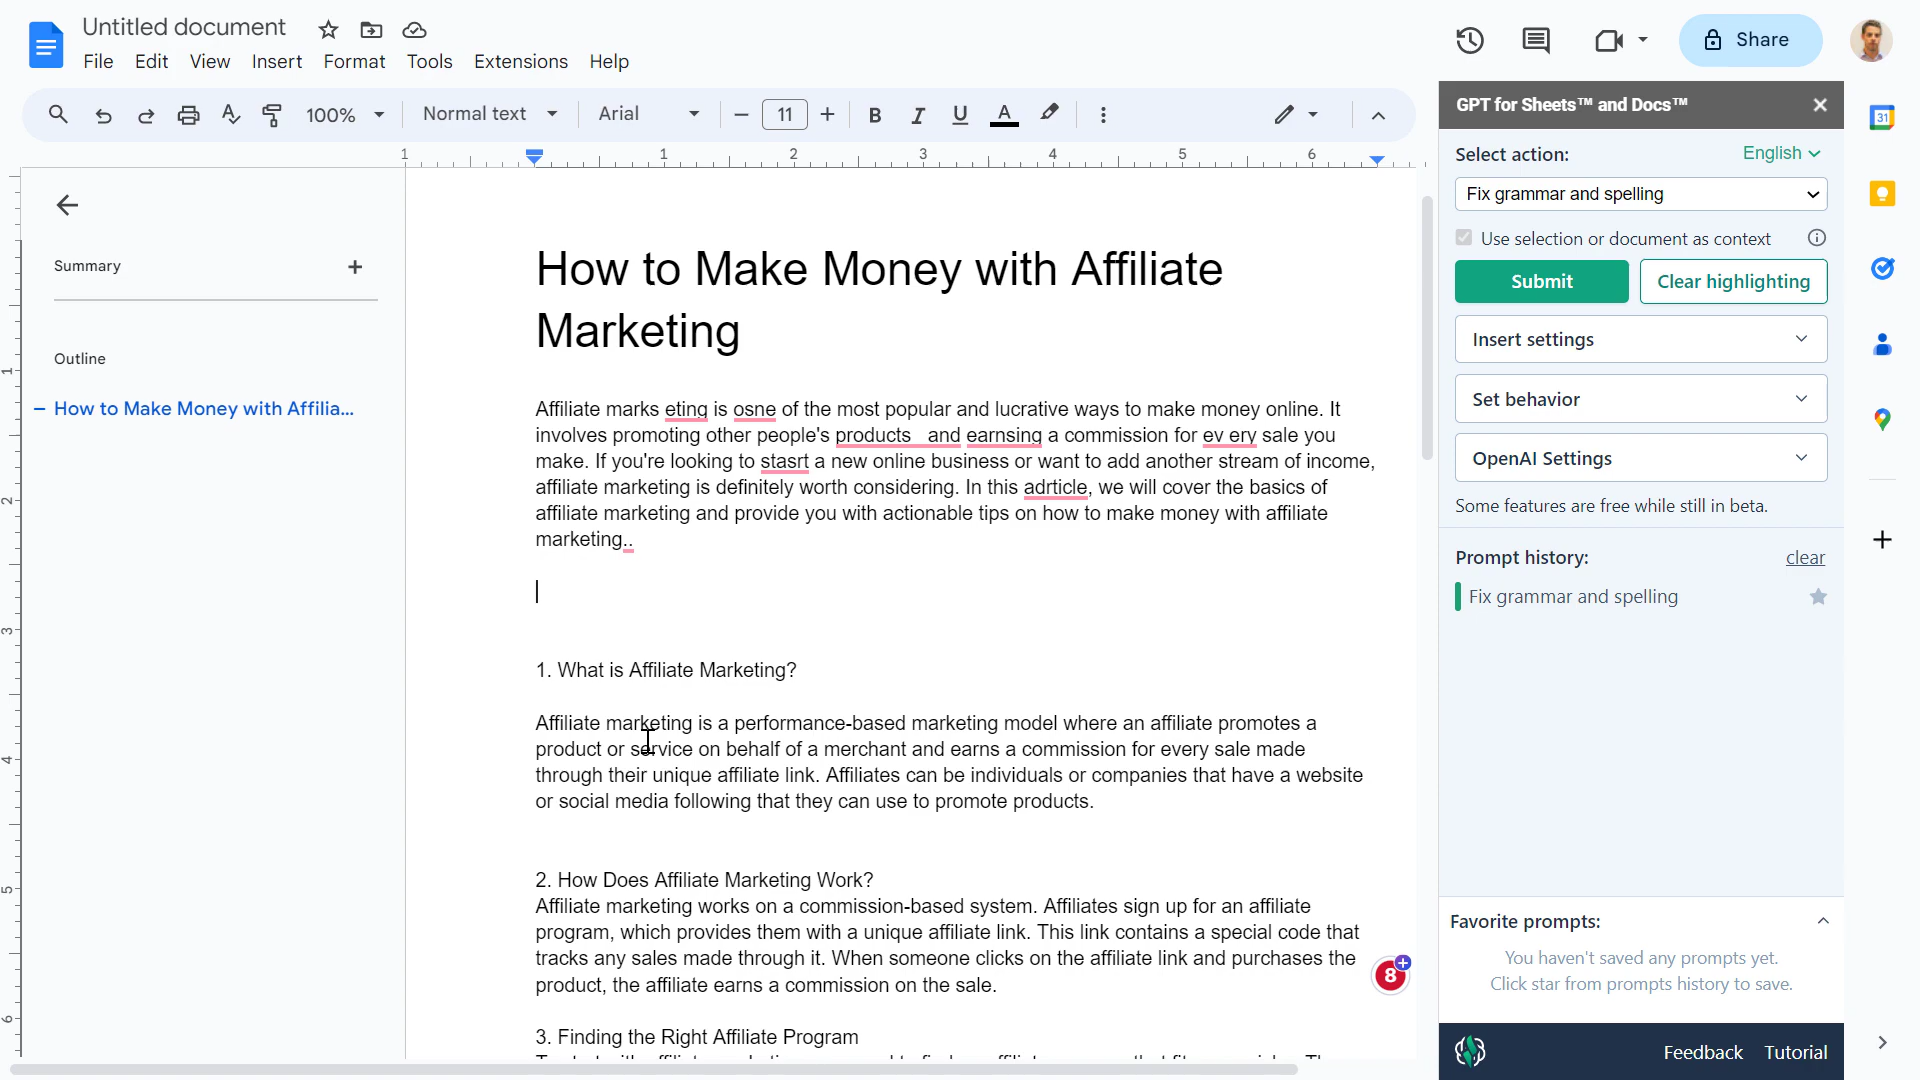 Untitled document
File Edit View Insert Format Tools Extensions Help
Share
100% Normal text Arial 11
1 1 2 3 4 5 6
GPT for Sheets™ and Docs™
Select action: English
Fix grammar and spelling
Use selection or document as context
Submit Clear highlighting
Insert settings
Set behavior
OpenAI Settings
Some features are free while still in beta.
Prompt history: clear
Fix grammar and spelling
Favorite prompts:
You haven't saved any prompts yet.
Click star from prompts history to save.
Feedback Tutorial
31
Summary
Outline
How to Make Money with Affilia...
1
2
3
4
5
6
How to Make Money with Affiliate
Marketing
Affiliate marks eting is osne of the most popular and lucrative ways to make money online. It
involves promoting other people's products   and earnsing a commission for ev ery sale you
make. If you're looking to stasrt a new online business or want to add another stream of income,
affiliate marketing is definitely worth considering. In this adrticle, we will cover the basics of
affiliate marketing and provide you with actionable tips on how to make money with affiliate
marketing..
1. What is Affiliate Marketing?
Affiliate marketing is a performance-based marketing model where an affiliate promotes a
product or service on behalf of a merchant and earns a commission for every sale made
through their unique affiliate link. Affiliates can be individuals or companies that have a website
or social media following that they can use to promote products.
2. How Does Affiliate Marketing Work?
Affiliate marketing works on a commission-based system. Affiliates sign up for an affiliate
program, which provides them with a unique affiliate link. This link contains a special code that
tracks any sales made through it. When someone clicks on the affiliate link and purchases the
product, the affiliate earns a commission on the sale.
8
3. Finding the Right Affiliate Program